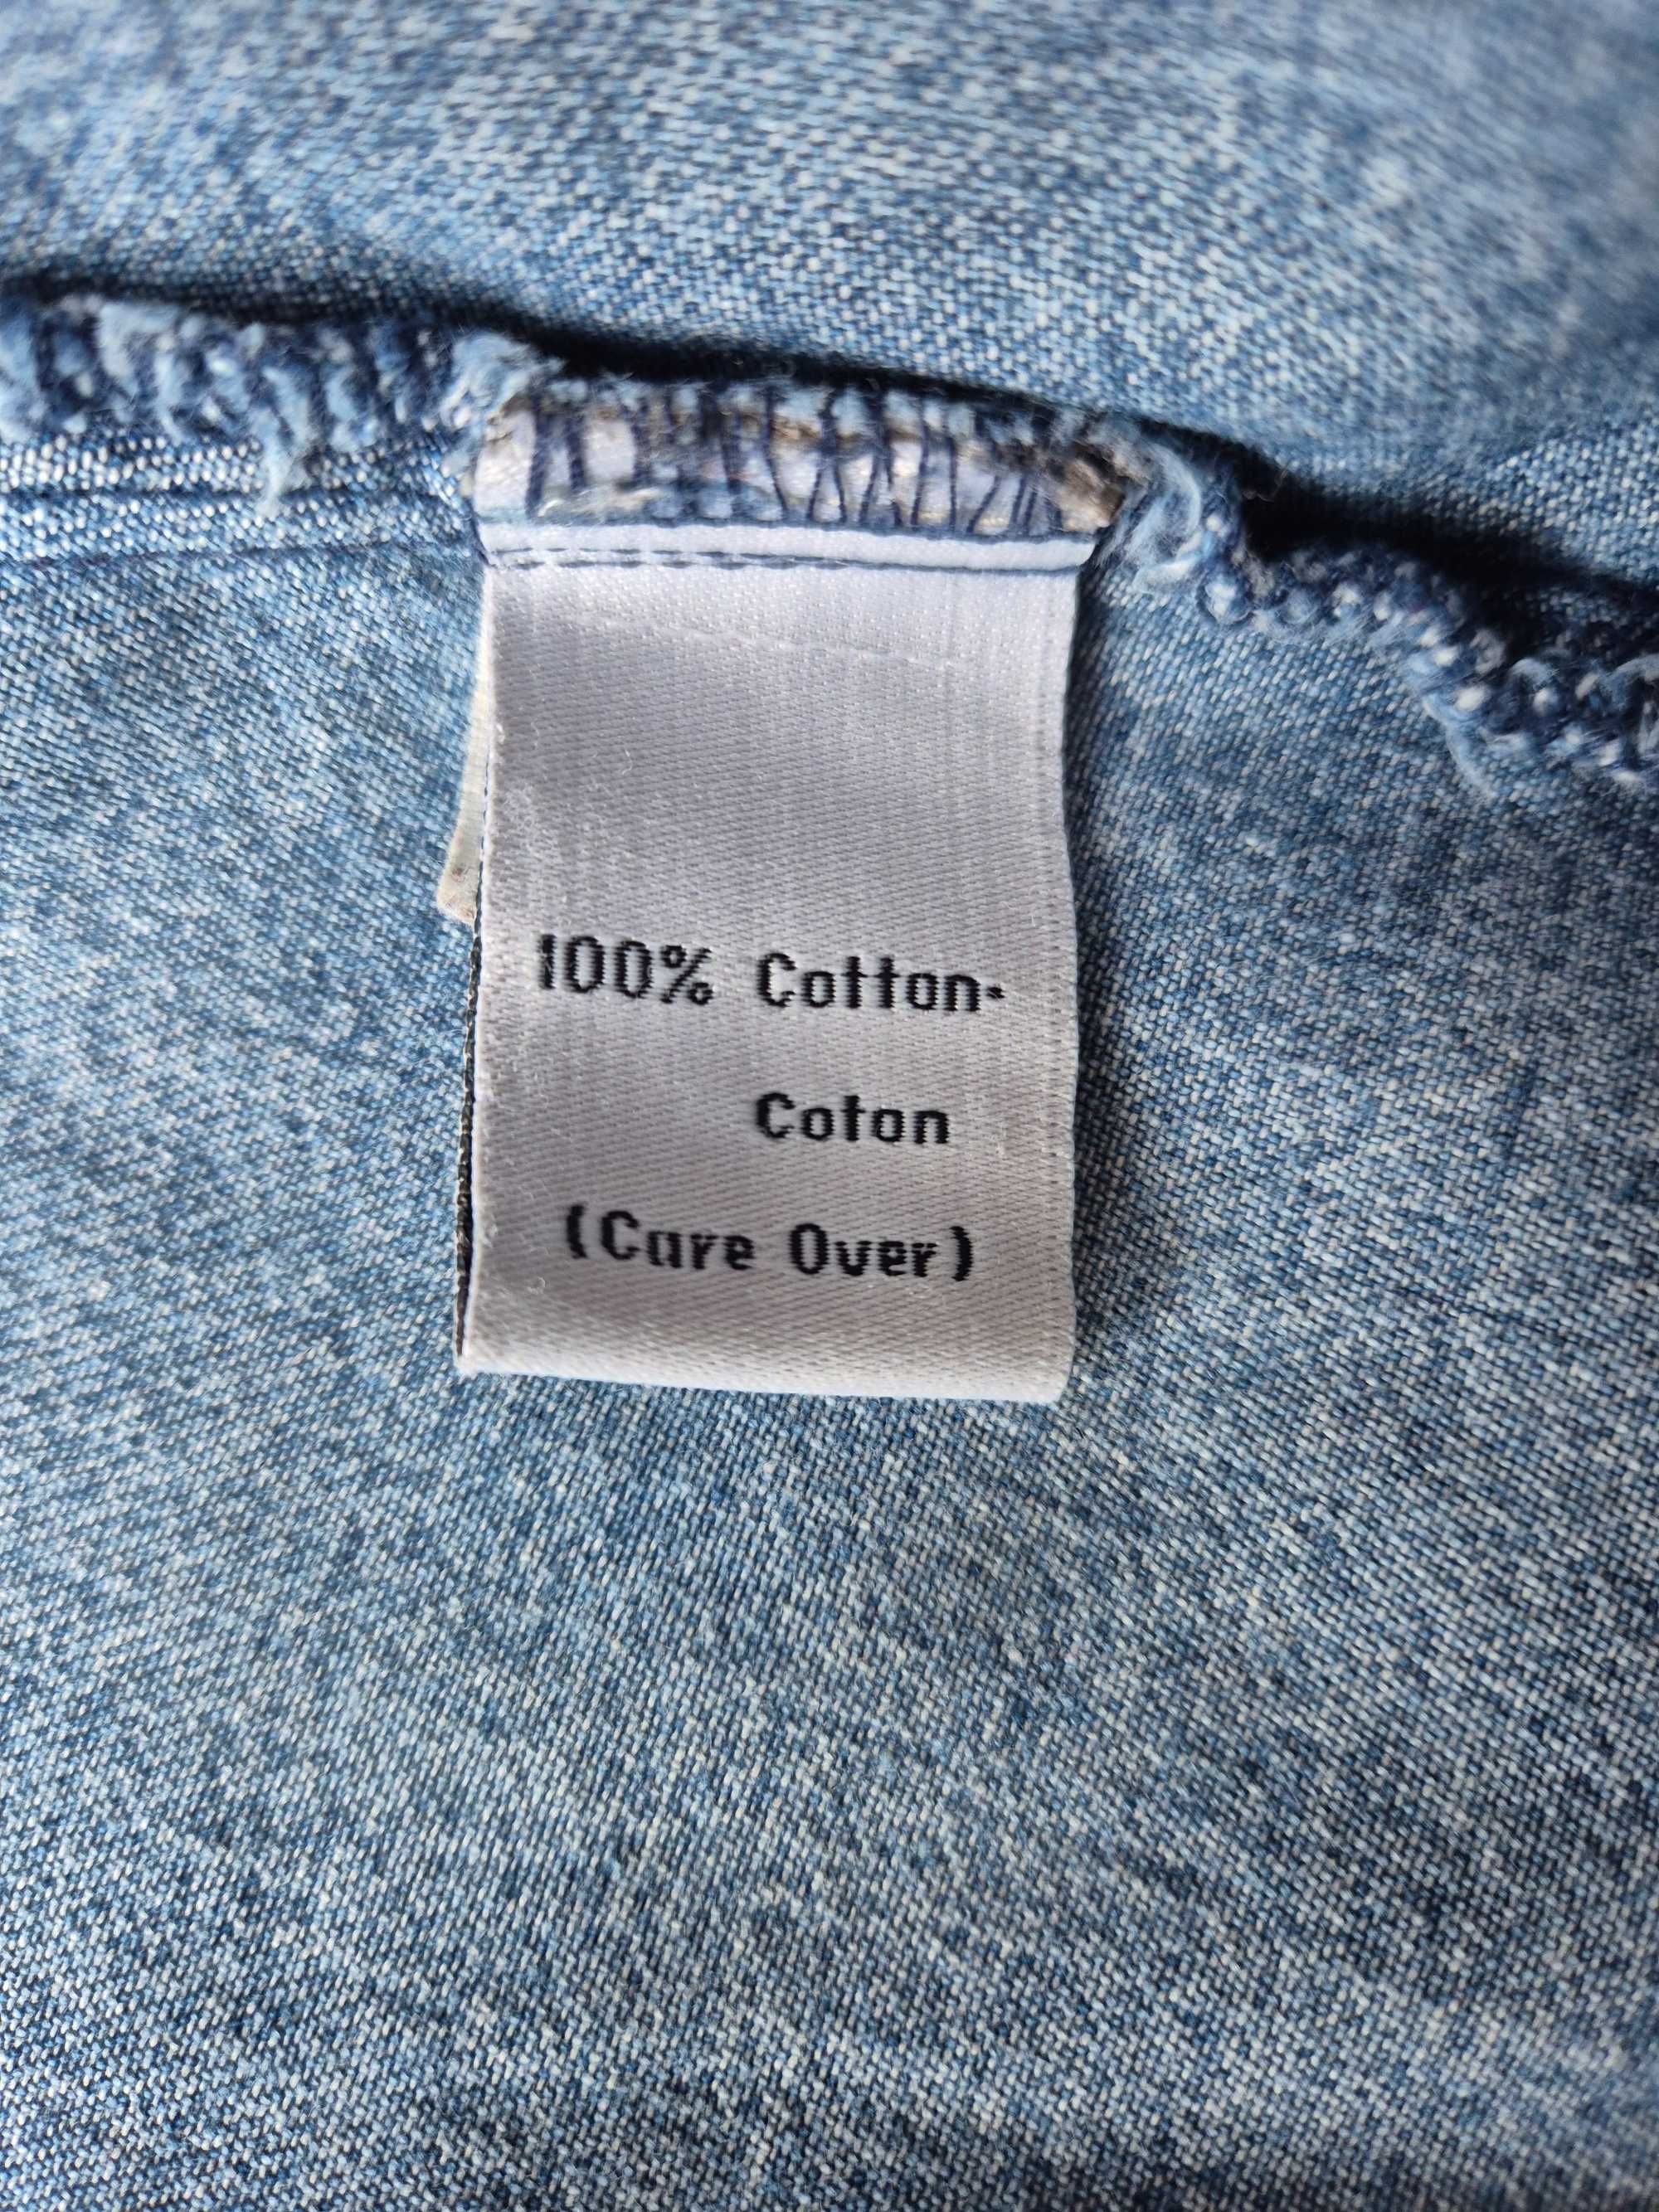 100% Cotton-
Coton
(Care Over)